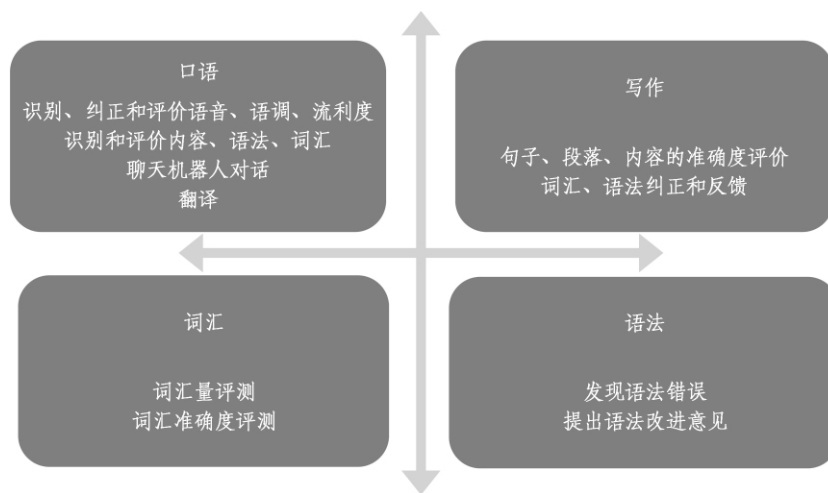 口语
识别、纠正和评价语音、语调、流利度
识别和评价内容、语法、词汇
聊天机器人对话
翻译
写作
句子、段落、内容的准确度评价
词汇、语法纠正和反馈
词汇
词汇量评测
词汇准确度评测
语法
发现语法错误
提出语法改进意见